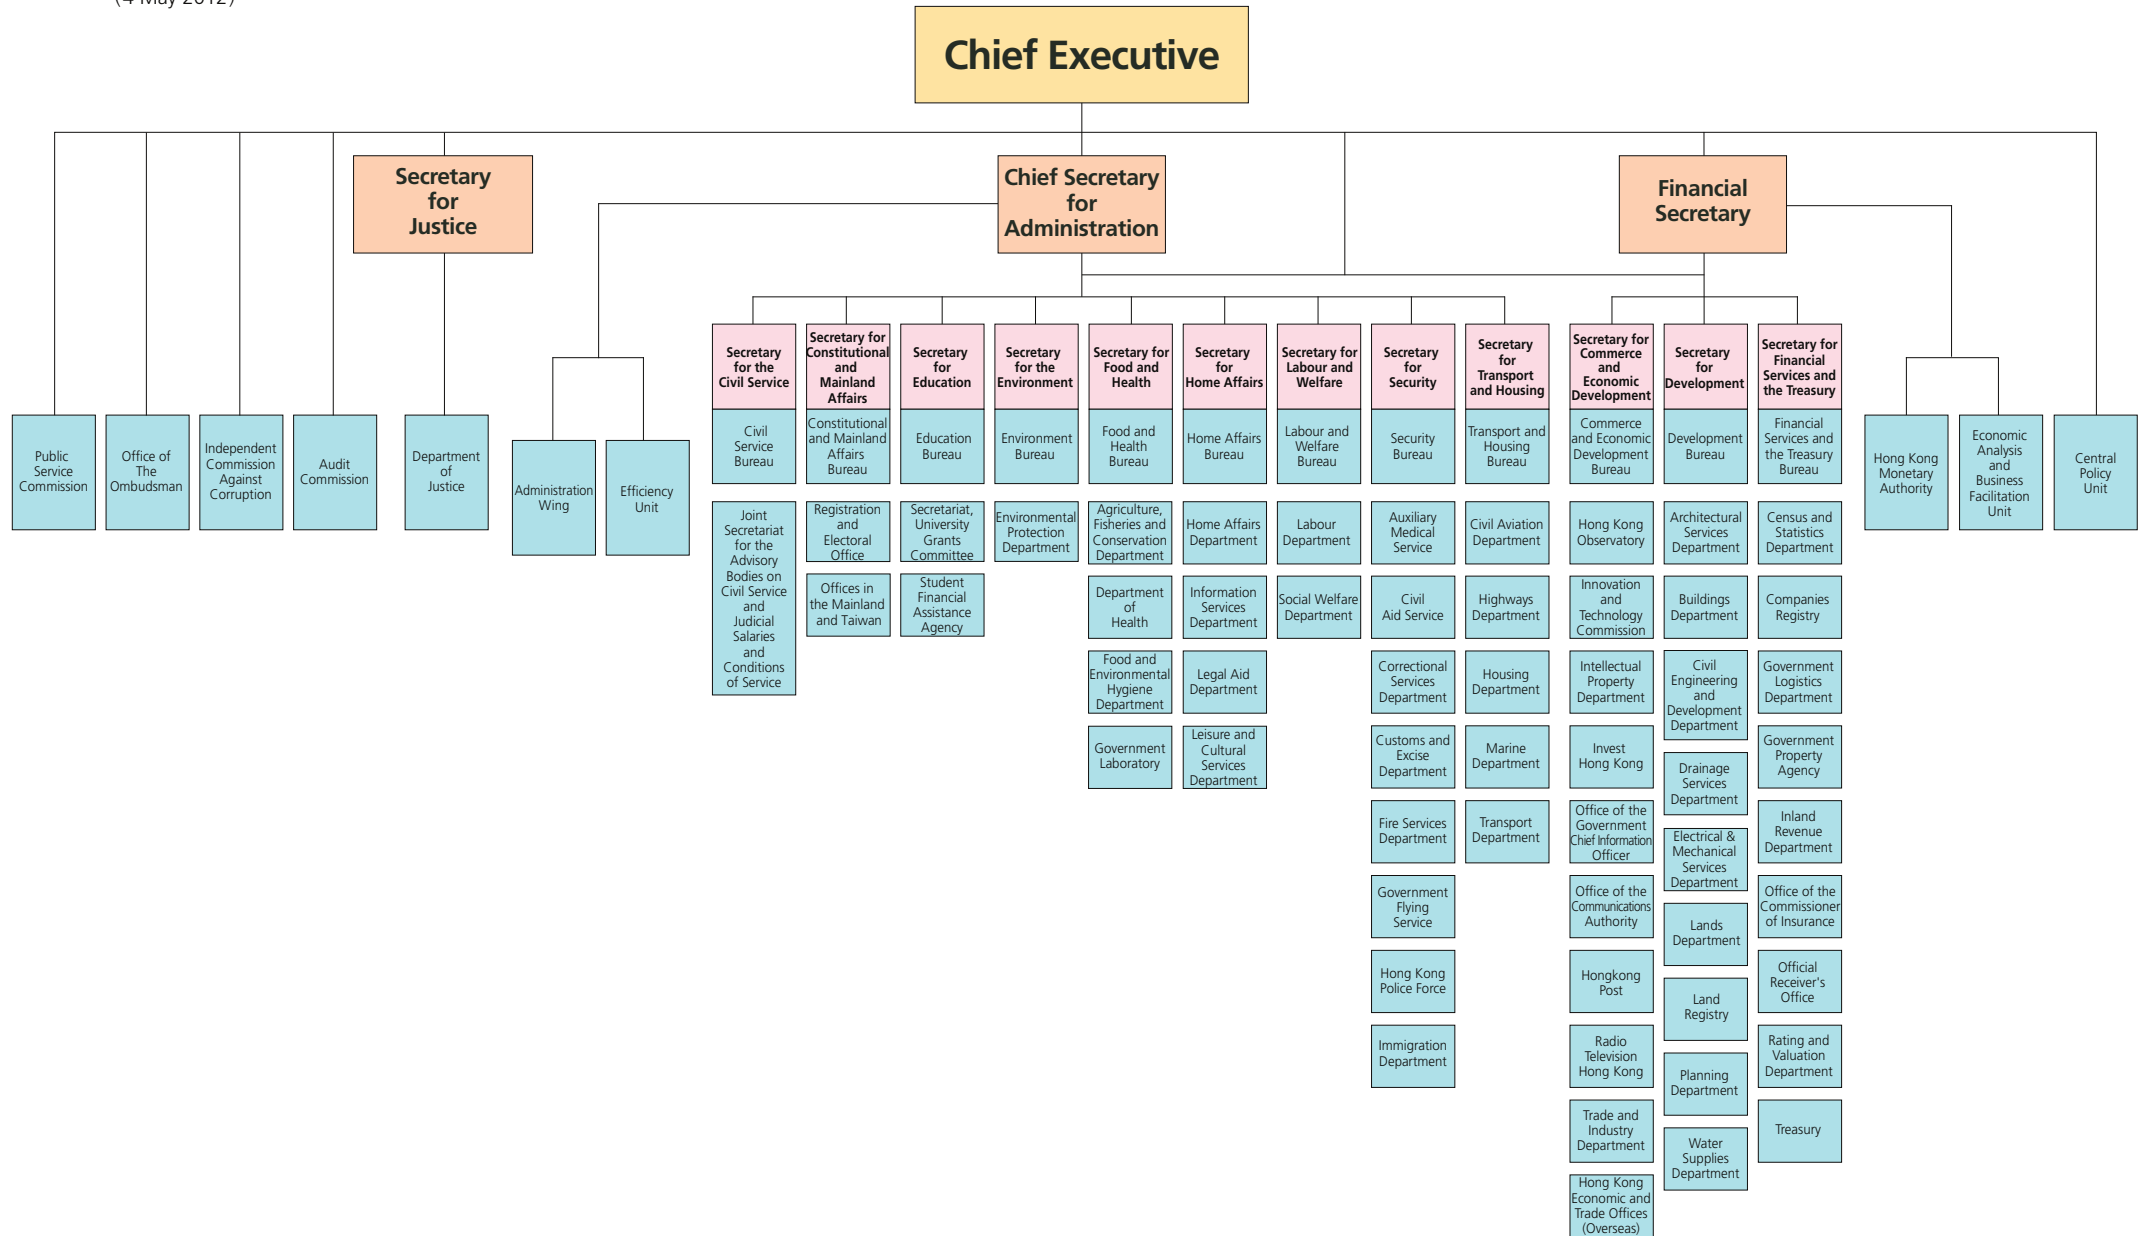 (4 May 2012)
Chief Executive
Secretary
for
Justice
Chief Secretary
for
Administration
Financial
Secretary
Public
Service
Commission
Office of
The
Ombudsman
Independent
Commission
Against
Corruption
Audit
Commission
Department
of
Justice
Administration
Wing
Efficiency
Unit
Secretary
for the
Civil Service
Civil
Service
Bureau
Joint
Secretariat
for the
Advisory
Bodies on
Civil Service
and
Judicial
Salaries
and
Conditions
of Service
Secretary for
Constitutional
and
Mainland
Affairs
Constitutional
and Mainland
Affairs
Bureau
Registration
and
Electoral
Office
Offices in
the Mainland
and Taiwan
Secretary
for
Education
Education
Bureau
Secretariat,
University
Grants
Committee
Student
Financial
Assistance
Agency
Secretary
for the
Environment
Environment
Bureau
Environmental
Protection
Department
Secretary for
Food and
Health
Food and
Health
Bureau
Agriculture,
Fisheries and
Conservation
Department
Department
of
Health
Food and
Environmental
Hygiene
Department
Government
Laboratory
Secretary
for
Home Affairs
Home Affairs
Bureau
Home Affairs
Department
Information
Services
Department
Legal Aid
Department
Leisure and
Cultural
Services
Department
Secretary for
Labour and
Welfare
Labour and
Welfare
Bureau
Labour
Department
Social Welfare
Department
Secretary
for
Security
Security
Bureau
Auxiliary
Medical
Service
Civil
Aid Service
Correctional
Services
Department
Customs and
Excise
Department
Fire Services
Department
Government
Flying
Service
Hong Kong
Police Force
Immigration
Department
Secretary
for
Transport
and Housing
Transport and
Housing
Bureau
Civil Aviation
Department
Highways
Department
Housing
Department
Marine
Department
Transport
Department
Secretary for
Commerce
and
Economic
Development
Commerce
and Economic
Development
Bureau
Hong Kong
Observatory
Innovation
and
Technology
Commission
Intellectual
Property
Department
Invest
Hong Kong
Office of the
Government
Chief Information
Officer
Office of the
Communications
Authority
Hongkong
Post
Radio
Television
Hong Kong
Trade and
Industry
Department
Hong Kong
Economic and
Trade Offices
(Overseas)
Secretary
for
Development
Development
Bureau
Architectural
Services
Department
Buildings
Department
Civil
Engineering
and
Development
Department
Drainage
Services
Department
Electrical &
Mechanical
Services
Department
Lands
Department
Land
Registry
Planning
Department
Water
Supplies
Department
Secretary for
Financial
Services and
the Treasury
Financial
Services and
the Treasury
Bureau
Census and
Statistics
Department
Companies
Registry
Government
Logistics
Department
Government
Property
Agency
Inland
Revenue
Department
Office of the
Commissioner
of Insurance
Official
Receiver's
Office
Rating and
Valuation
Department
Treasury
Hong Kong
Monetary
Authority
Economic
Analysis
and
Business
Facilitation
Unit
Central
Policy
Unit